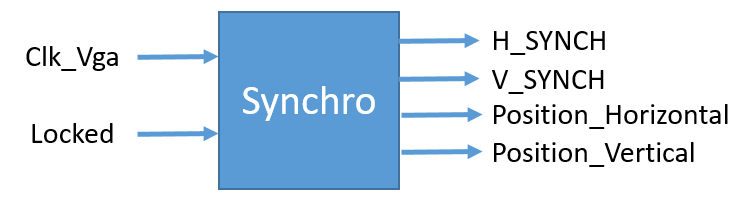 Clk_Vga
Locked
Synchro
H_SYNCH
V_SYNCH
Position_Horizontal
Position_Vertical